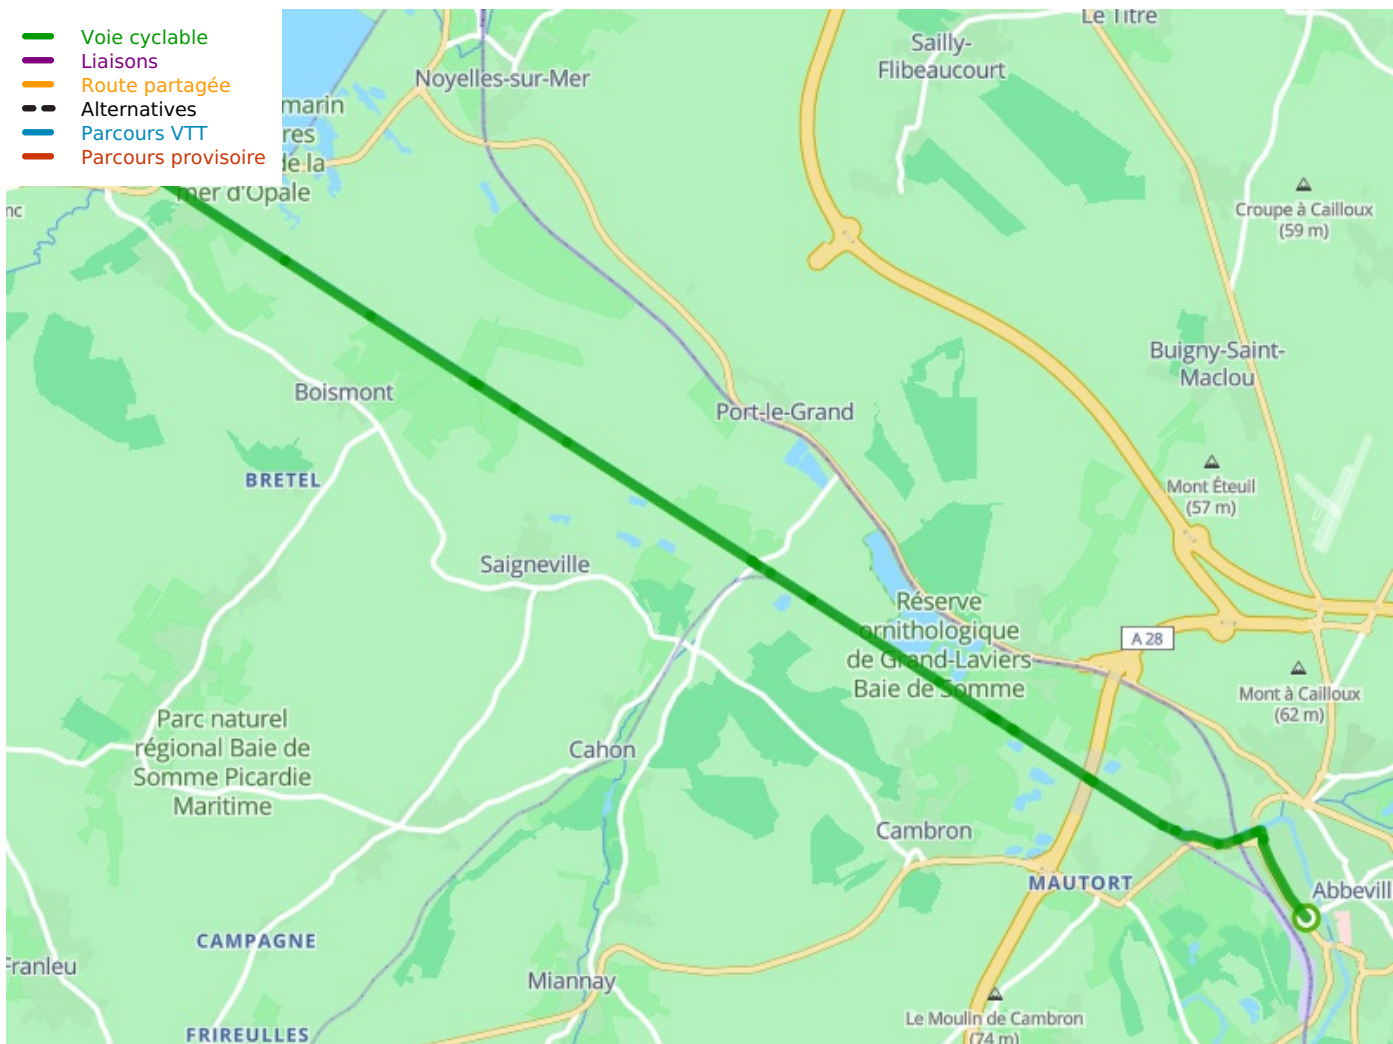 Voie cyclable
Liaisons
Route partagée
Alternatives
Parcours VTT
Parcours provisoire
Le Titre
Sailly-
Flibeaucourt
Noyelles-sur-Mer
marin
res
de la
mer d'Opale
nc
Croupe à Cailloux
(59 m)
Buigny-Saint-
Maclou
Boismont
Port-le-Grand
BRETEL
Mont Éteuil
(57 m)
Saigneville
Réserve
ornithologique
de Grand-Laviers
Baie de Somme
A 28
Mont à Cailloux
(62 m)
Parc naturel
régional Baie de
Somme Picardie
Maritime
Cahon
Cambron
MAUTORT
Abbevill
CAMPAGNE
Franleu
Miannay
Le Moulin de Cambron
(74 m)
FRIREULLES